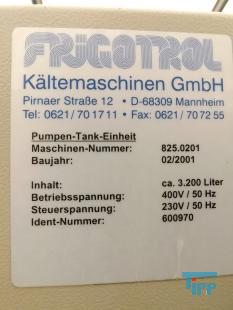 FRIGOTROL
Kältemaschinen GmbH
Pirnaer Straße 12 • D-68309 Mannheim
Tel: 0621/701711 • Fax: 0621/707255
Pumpen-Tank-Einheit
Maschinen-Nummer: 825.0201
Baujahr: 02/2001
Inhalt: ca. 3.200 Liter
Betriebsspannung: 400V / 50 Hz
Steuerspannung: 230V / 50 Hz
Ident-Nummer: 600970
TIPP